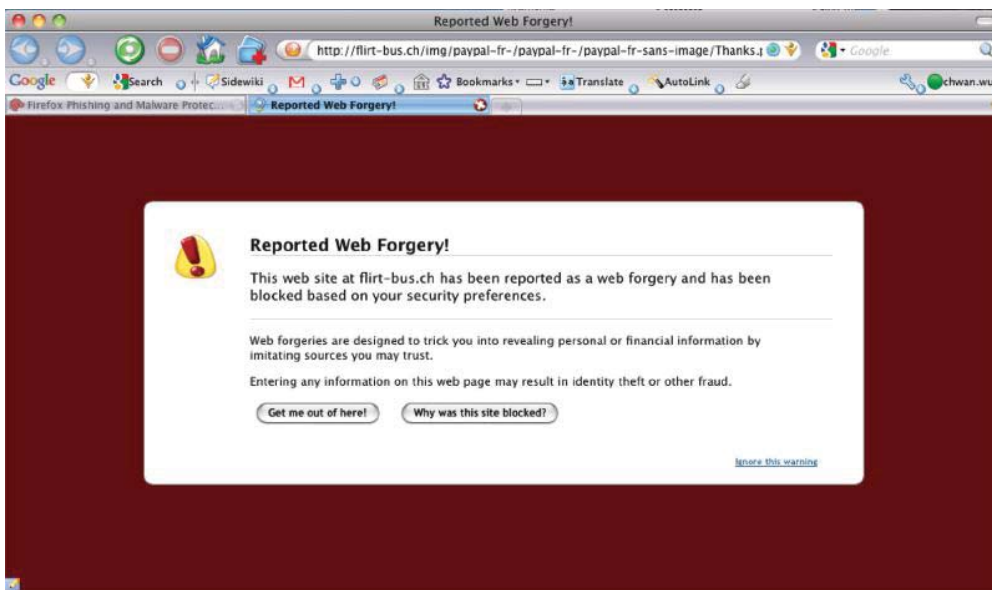 Reported Web Forgery!
http://flirt-bus.ch/img/paypal-fr-/paypal-fr-/paypal-fr-sans-image/Thanks.
Google
Google
Search
Sidewiki
Bookmarks
Translate
AutoLink
chwan.wu
Firefox Phishing and Malware Protec...
Reported Web Forgery!
Reported Web Forgery!
This web site at flirt-bus.ch has been reported as a web forgery and has been
blocked based on your security preferences.
Web forgeries are designed to trick you into revealing personal or financial information by
imitating sources you may trust.
Entering any information on this web page may result in identity theft or other fraud.
Get me out of here!
Why was this site blocked?
Ignore this warning